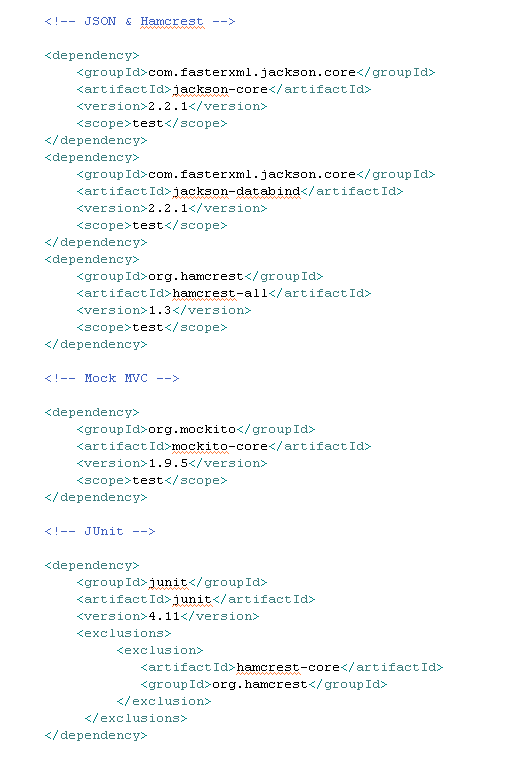 <!-- JSON & Hamcrest -->
<dependency>
<groupId>com.fasterxml.jackson.core</groupId>
<artifactId>jackson-core</artifactId>
<version>2.2.1</version>
<scope>test</scope>
</dependency>
<dependency>
<groupId>com.fasterxml.jackson.core</groupId>
<artifactId>jackson-databind</artifactId>
<version>2.2.1</version>
<scope>test</scope>
</dependency>
<dependency>
<groupId>org.hamcrest</groupId>
<artifactId>hamcrest-all</artifactId>
<version>1.3</version>
<scope>test</scope>
</dependency>
<!-- Mock MVC -->
<dependency>
<groupId>org.mockito</groupId>
<artifactId>mockito-core</artifactId>
<version>1.9.5</version>
<scope>test</scope>
</dependency>
<!-- JUnit -->
<dependency>
<groupId>junit</groupId>
<artifactId>junit</artifactId>
<version>4.11</version>
<exclusions>
<exclusion>
<artifactId>hamcrest-core</artifactId>
<groupId>org.hamcrest</groupId>
</exclusion>
</exclusions>
</dependency>